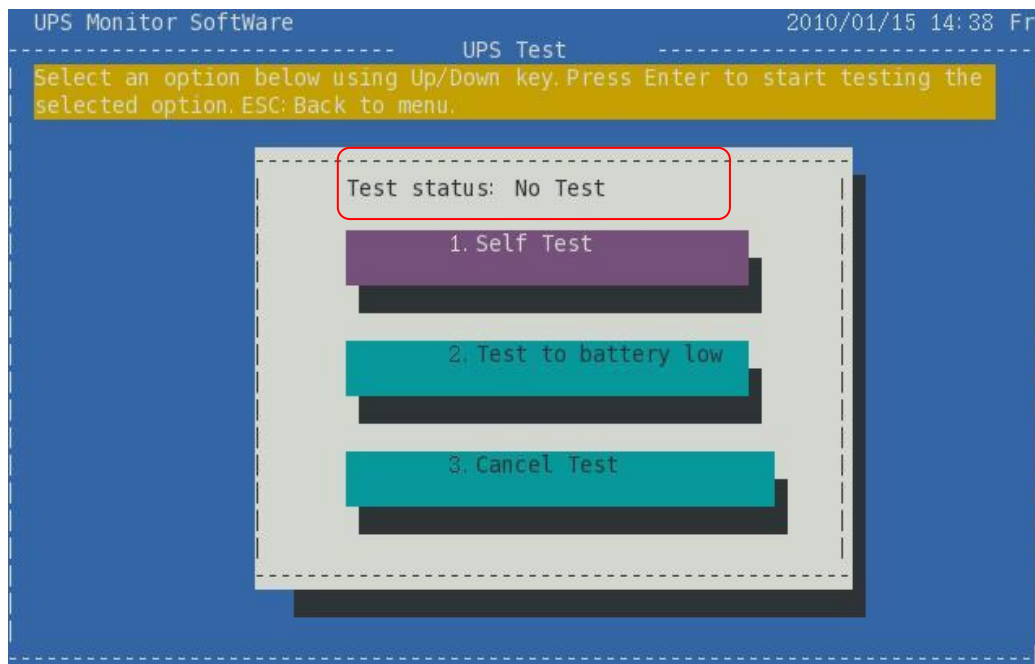 UPS Monitor SoftWare 2010/01/15 14:38 Fr
UPS Test
Select an option below using Up/Down key.Press Enter to start testing the
selected option.ESC:Back to menu.
Test status: No Test
1.Self Test
2.Test to battery low
3.Cancel Test